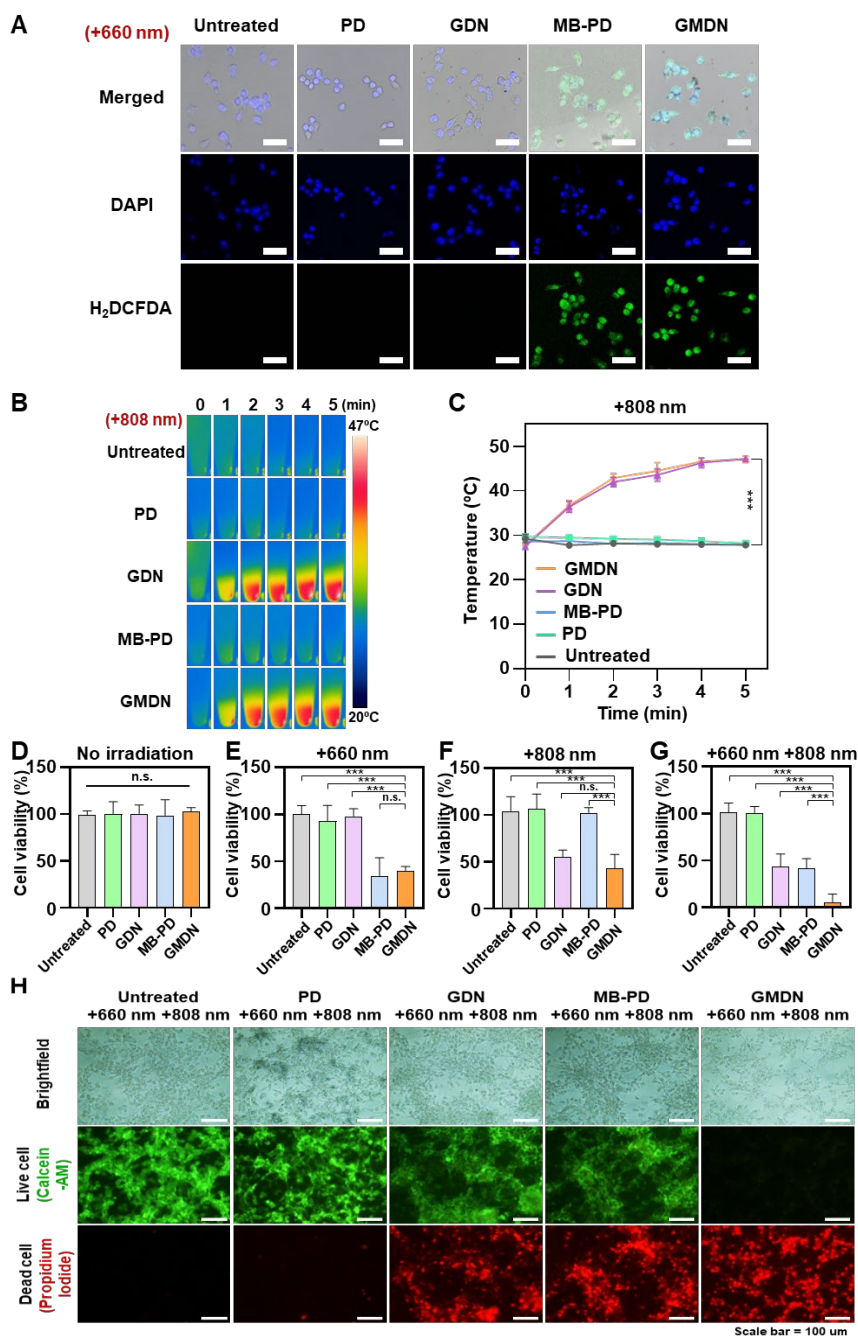 A
(+660 nm)
Untreated PD GDN MB-PD GMDN
Merged
DAPI
H₂DCFDA
B
(+808 nm)
0 1 2 3 4 5 (min)
47ºC
Untreated
PD
GDN
MB-PD
GMDN
20ºC
C
+808 nm
Temperature (ºC)
50
40
30
20
10
0
***
GMDN
GDN
MB-PD
PD
Untreated
0 1 2 3 4 5
Time (min)
D
No irradiation
Cell viability (%)
150
100
50
0
n.s.
Untreated PD GDN MB-PD GMDN
E
+660 nm
Cell viability (%)
150
100
50
0
***
***
***
n.s.
Untreated PD GDN MB-PD GMDN
F
+808 nm
Cell viability (%)
150
100
50
0
***
***
n.s.
***
Untreated PD GDN MB-PD GMDN
G
+660 nm +808 nm
Cell viability (%)
150
100
50
0
***
***
***
***
Untreated PD GDN MB-PD GMDN
H
Untreated PD GDN MB-PD GMDN
+660 nm +808 nm +660 nm +808 nm +660 nm +808 nm +660 nm +808 nm +660 nm +808 nm
Brightfield
Live cell
(Calcein
-AM)
Dead cell
(Propidium
Iodide)
Scale bar = 100 um